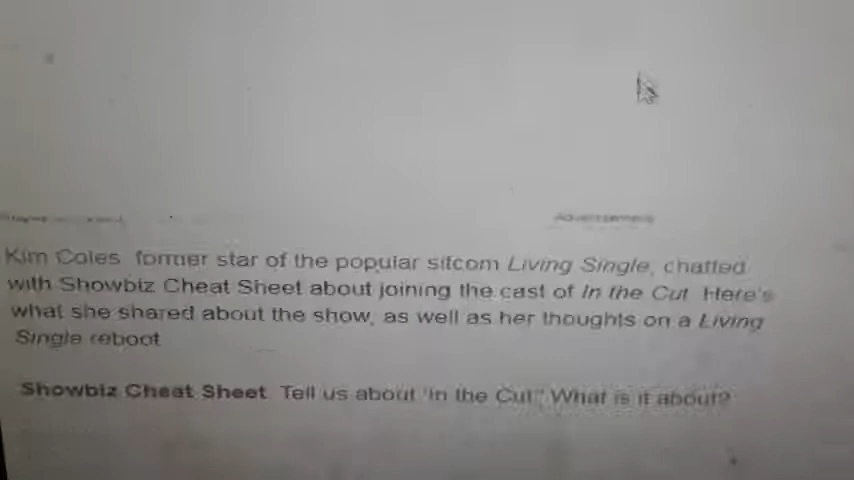 Advertisement
Kim Coles former star of the popular sitcom Living Single, chatted
with Showbiz Cheat Sheet about joining the cast of In the Cut Here's
what she shared about the show, as well as her thoughts on a Living
Single reboot
Showbiz Cheat Sheet Tell us about "In the Cut" What is it about?